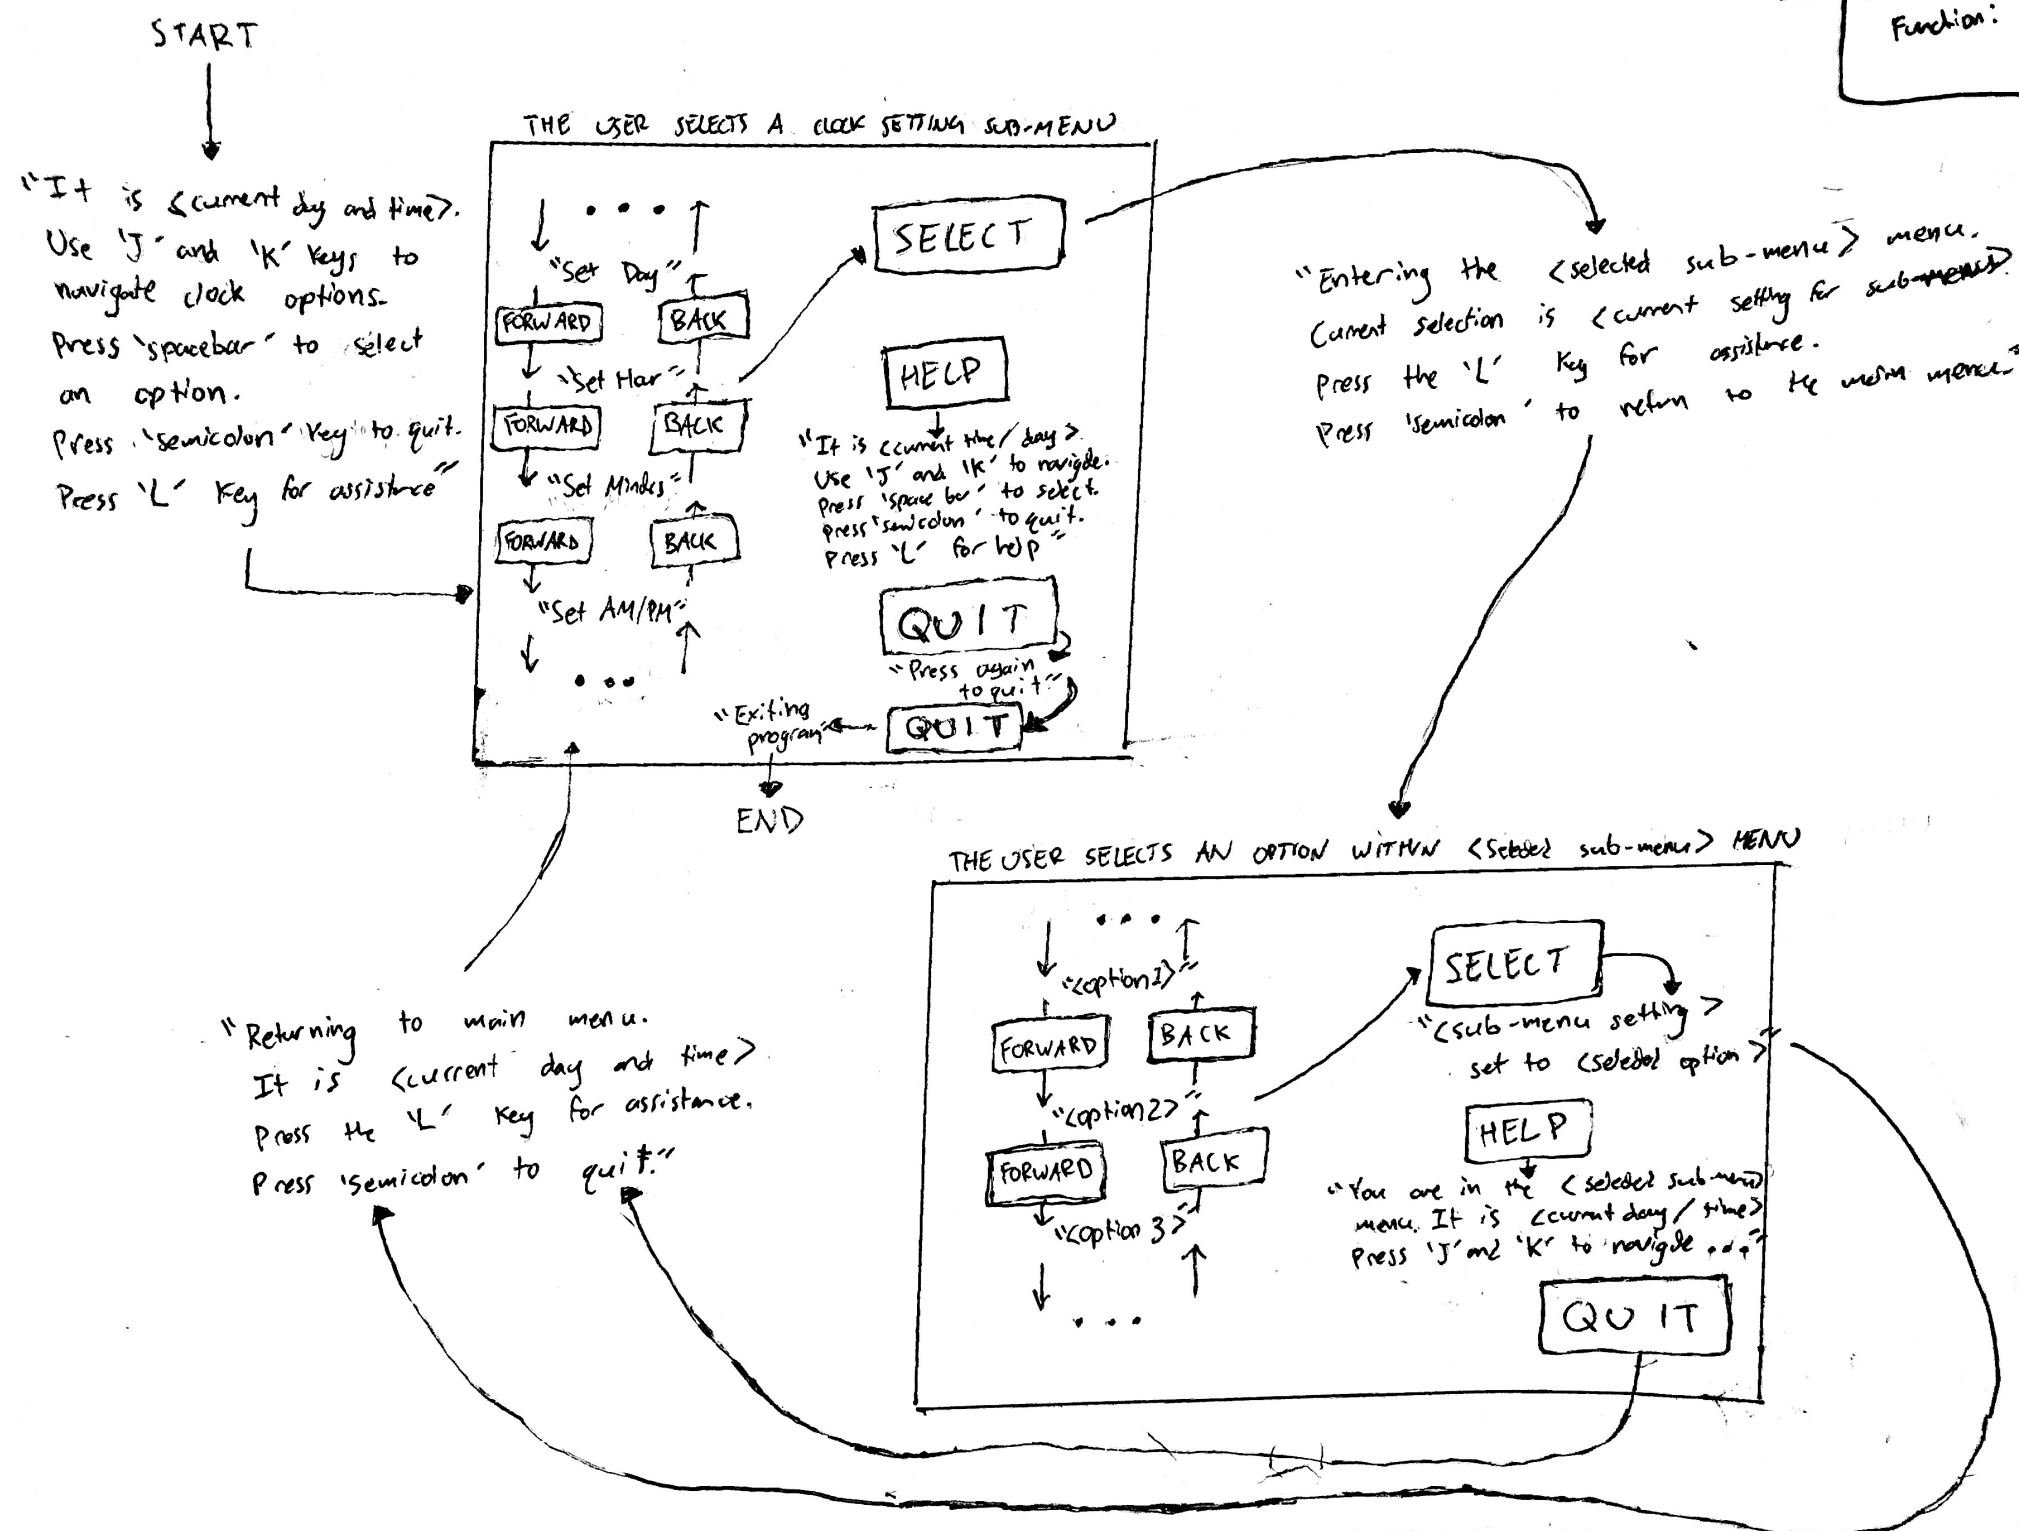 START
Function:
"It is <current day and time>.
Use 'J' and 'K' keys to
navigate clock options.
Press 'spacebar' to select
an option.
Press 'semicolon' key to quit.
Press 'L' key for assistance"
THE USER SELECTS A CLOCK SETTING SUB-MENU
. . .
"Set Day"
FORWARD
BACK
"Set Hour"
FORWARD
BACK
"Set Minutes"
FORWARD
BACK
"Set AM/PM"
. . .
SELECT
HELP
"It is <current time/day>.
Use 'J' and 'K' to navigate.
Press 'space bar' to select.
Press 'semicolon' to quit.
Press 'L' for help"
QUIT
"Press again
to quit"
QUIT
"Exiting
program"
END
"Entering the <selected sub-menu> menu.
Current selection is <current setting for sub-menu>
Press the 'L' key for assistance.
Press 'semicolon' to return to the main menu."
THE USER SELECTS AN OPTION WITHIN <selected sub-menu> MENU
. . .
"<option1>"
FORWARD
BACK
"<option2>"
FORWARD
BACK
"<option 3>"
. . .
SELECT
"<sub-menu setting>
set to <selected option>"
HELP
"You are in the <selected sub-menu>
menu. It is <current day/time>
Press 'J' and 'K' to navigate ..."
QUIT
"Returning to main menu.
It is <current day and time>
Press the 'L' key for assistance.
Press 'semicolon' to quit."